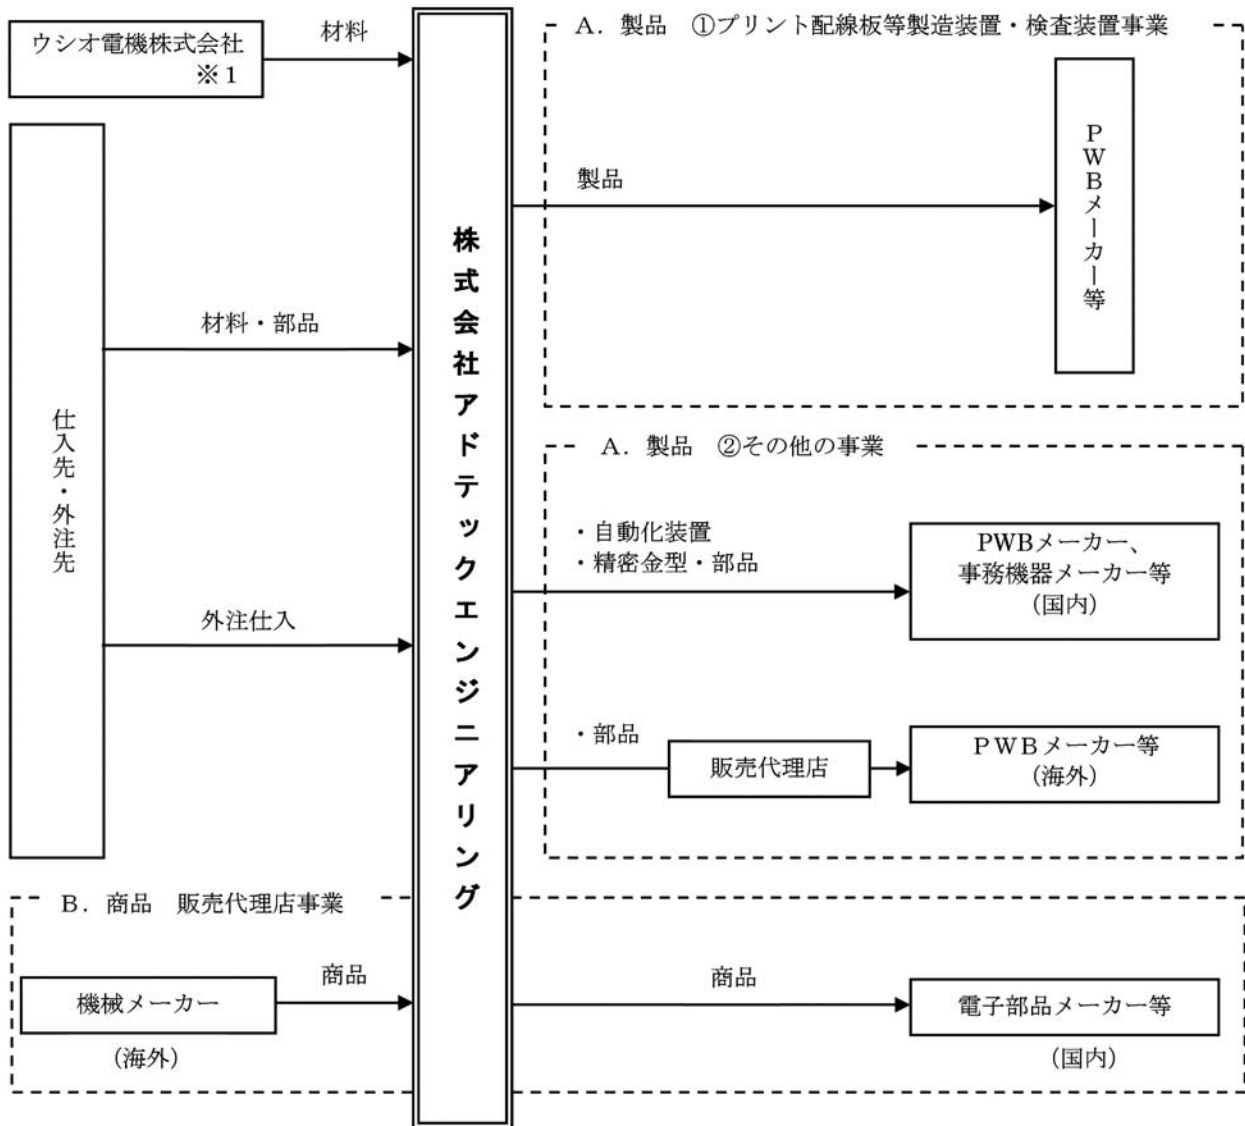 A．製品　①プリント配線板等製造装置・検査装置事業
ウシオ電機株式会社
※１
材料
製品
PWBメーカー等
株式会社アドテックエンジニアリング
仕入先・外注先
材料・部品
外注仕入
A．製品　②その他の事業
・自動化装置
・精密金型・部品
PWBメーカー、
事務機器メーカー等
（国内）
・部品
販売代理店
ＰＷＢメーカー等
（海外）
B．商品　販売代理店事業
機械メーカー
（海外）
商品
商品
電子部品メーカー等
（国内）